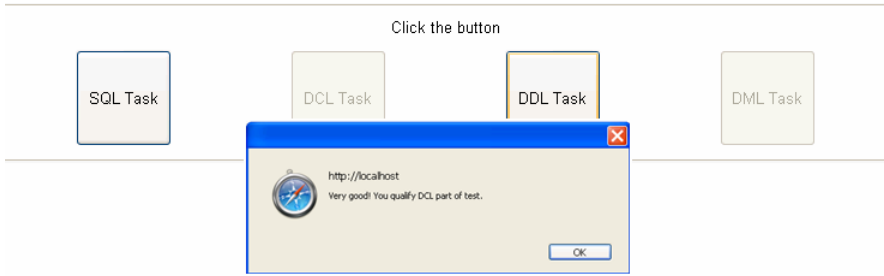 Click the button
SQL Task
DCL Task
DDL Task
DML Task
http://localhost
Very good! You qualify DCL part of test.
OK